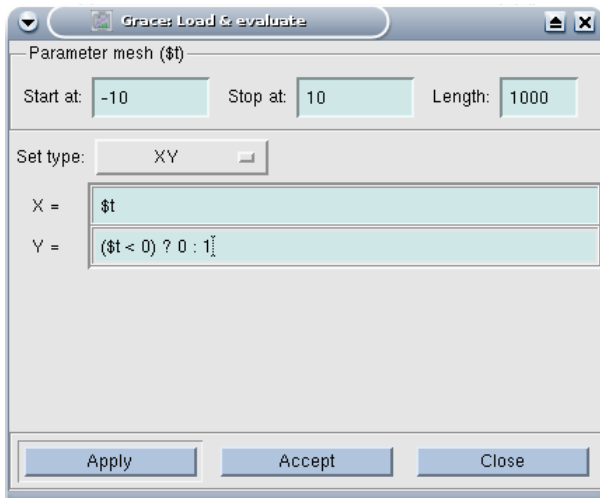 Grace: Load & evaluate
Parameter mesh ($t)
Start at: -10 Stop at: 10 Length: 1000
Set type: XY
X = $t
Y = ($t < 0) ? 0 : 1
Apply Accept Close